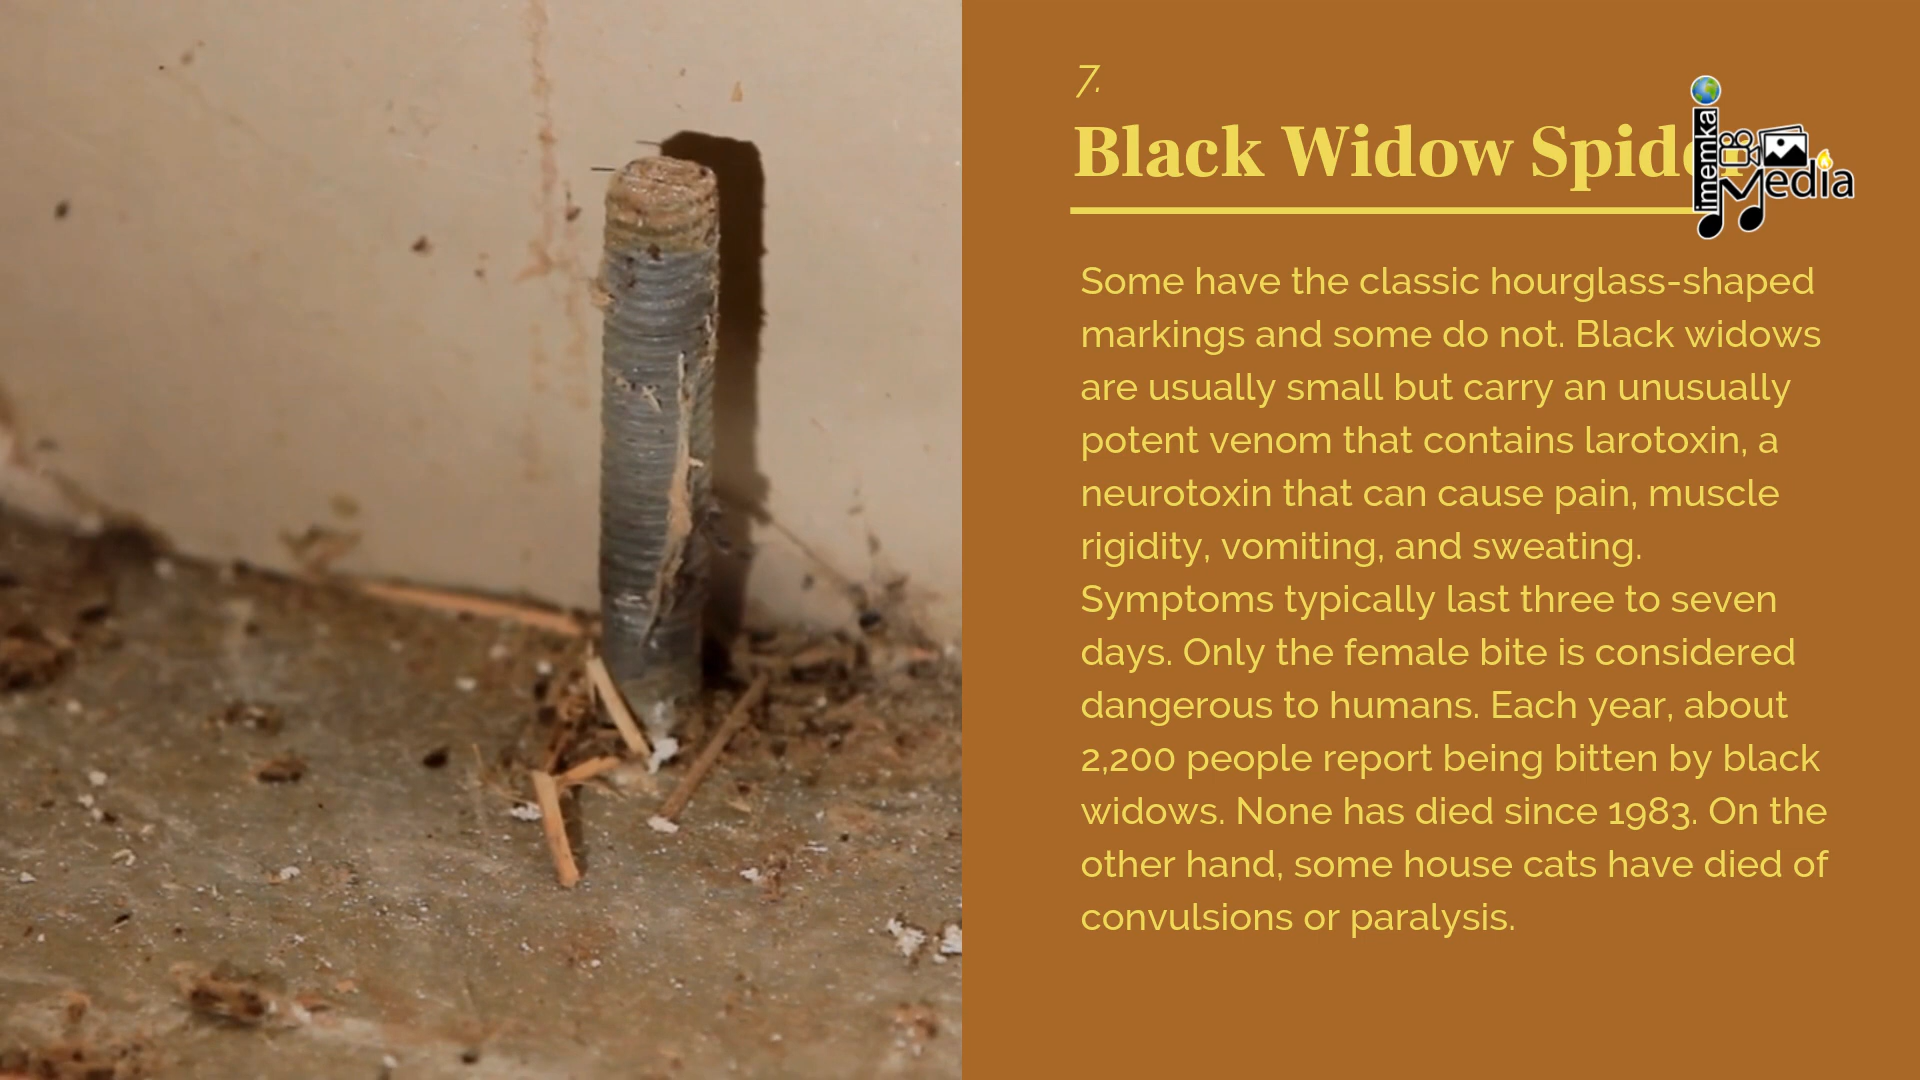 7.
Black Widow
imemka
Media
Some have the classic hourglass-shaped
markings and some do not. Black widows
are usually small but carry an unusually
potent venom that contains larotoxin, a
neurotoxin that can cause pain, muscle
rigidity, vomiting, and sweating.
Symptoms typically last three to seven
days. Only the female bite is considered
dangerous to humans. Each year, about
2,200 people report being bitten by black
widows. None has died since 1983. On the
other hand, some house cats have died of
convulsions or paralysis.